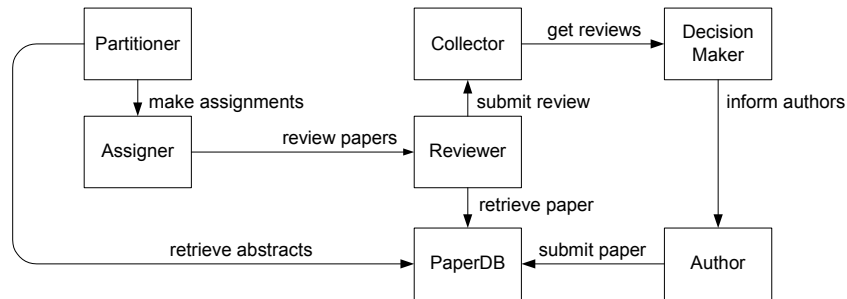 Partitioner
Collector
get reviews
Decision
Maker
make assignments
submit review
inform authors
Assigner
review papers
Reviewer
retrieve paper
retrieve abstracts
PaperDB
submit paper
Author